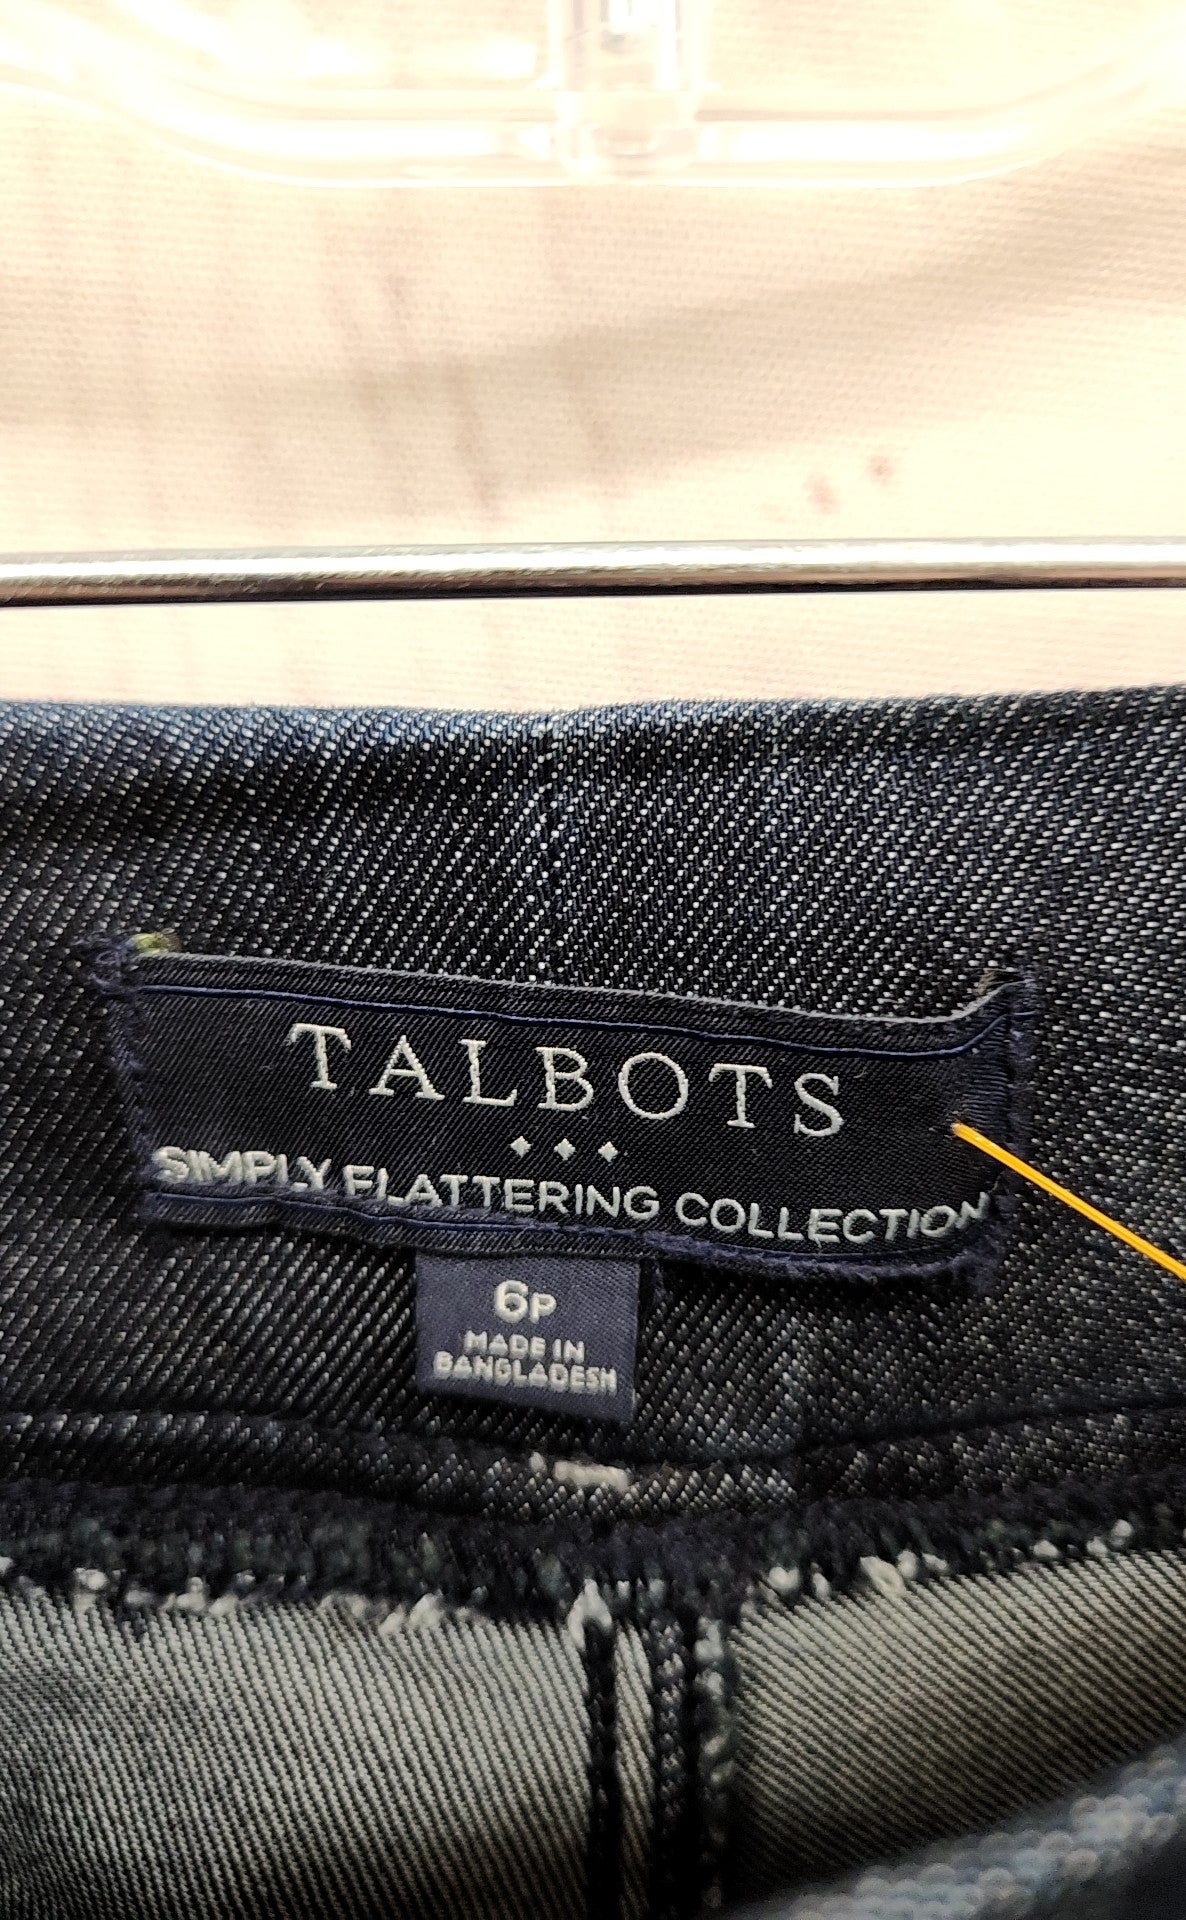 TALBOTS
SIMPLY FLATTERING COLLECTION
6P
MADE IN
BANGLADESH